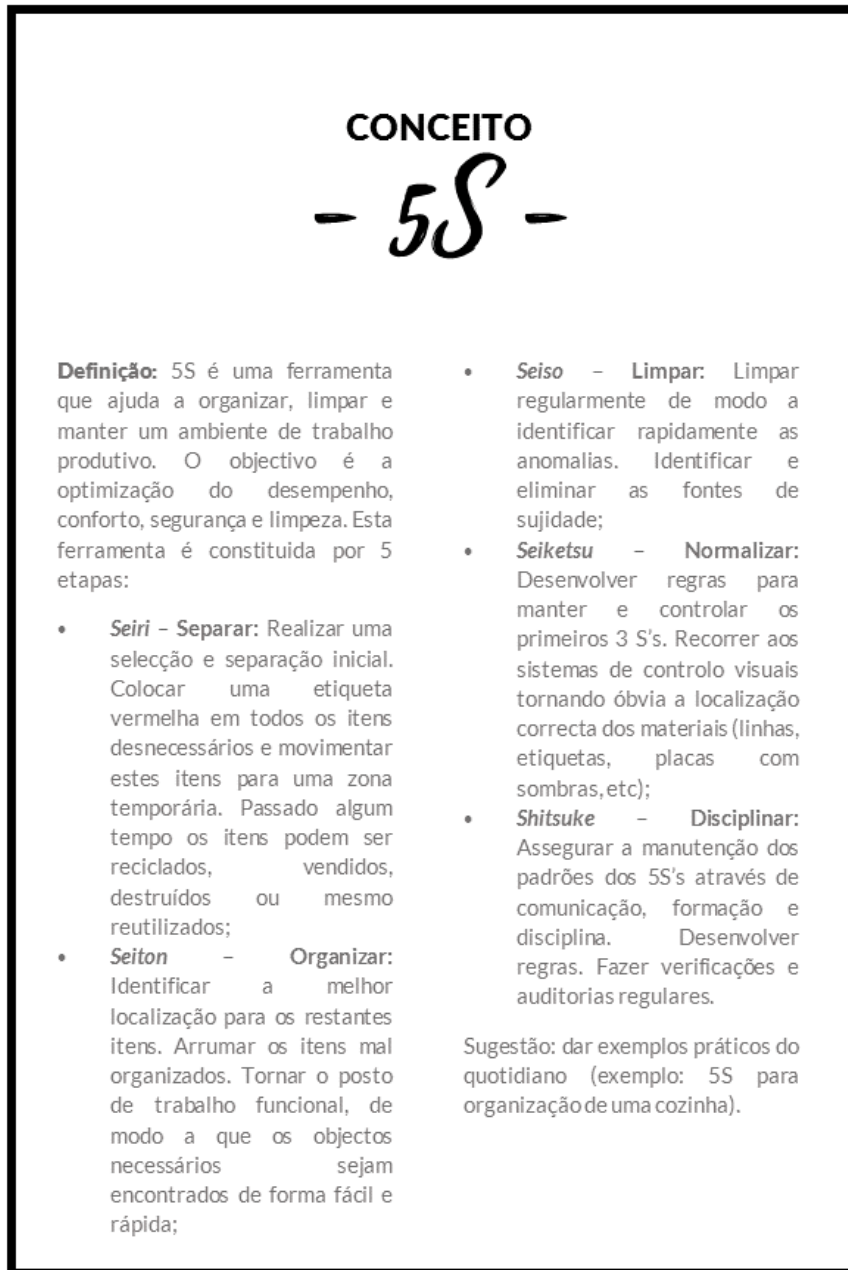 CONCEITO
- 5S -
Definição: 5S é uma ferramenta
que ajuda a organizar, limpar e
manter um ambiente de trabalho
produtivo. O objectivo é a
optimização do desempenho,
conforto, segurança e limpeza. Esta
ferramenta é constituida por 5
etapas:
• Seiri – Separar: Realizar uma
selecção e separação inicial.
Colocar uma etiqueta
vermelha em todos os itens
desnecessários e movimentar
estes itens para uma zona
temporária. Passado algum
tempo os itens podem ser
reciclados, vendidos,
destruídos ou mesmo
reutilizados;
• Seiton – Organizar:
Identificar a melhor
localização para os restantes
itens. Arrumar os itens mal
organizados. Tornar o posto
de trabalho funcional, de
modo a que os objectos
necessários sejam
encontrados de forma fácil e
rápida;
• Seiso – Limpar: Limpar
regularmente de modo a
identificar rapidamente as
anomalias. Identificar e
eliminar as fontes de
sujidade;
• Seiketsu – Normalizar:
Desenvolver regras para
manter e controlar os
primeiros 3 S's. Recorrer aos
sistemas de controlo visuais
tornando óbvia a localização
correcta dos materiais (linhas,
etiquetas, placas com
sombras, etc);
• Shitsuke – Disciplinar:
Assegurar a manutenção dos
padrões dos 5S's através de
comunicação, formação e
disciplina. Desenvolver
regras. Fazer verificações e
auditorias regulares.
Sugestão: dar exemplos práticos do
quotidiano (exemplo: 5S para
organização de uma cozinha).